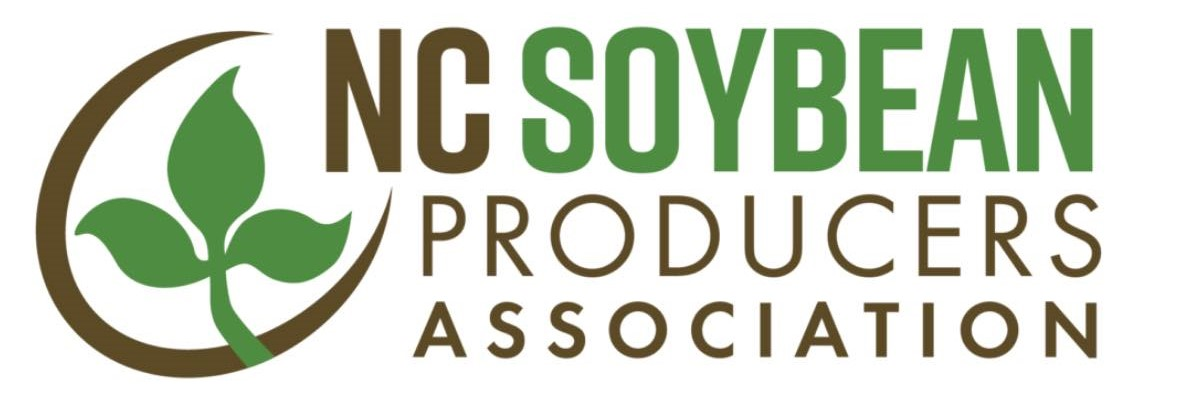 NC SOYBEAN
PRODUCERS
ASSOCIATION